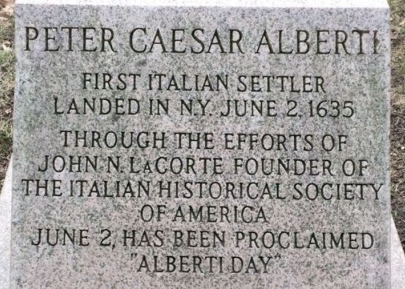 PETER CAESAR ALBERTI
FIRST ITALIAN SETTLER
LANDED IN N.Y. JUNE 2, 1635
THROUGH THE EFFORTS OF
JOHN N. LACORTE FOUNDER OF
THE ITALIAN HISTORICAL SOCIETY
OF AMERICA
JUNE 2, HAS BEEN PROCLAIMED
"ALBERTI DAY"